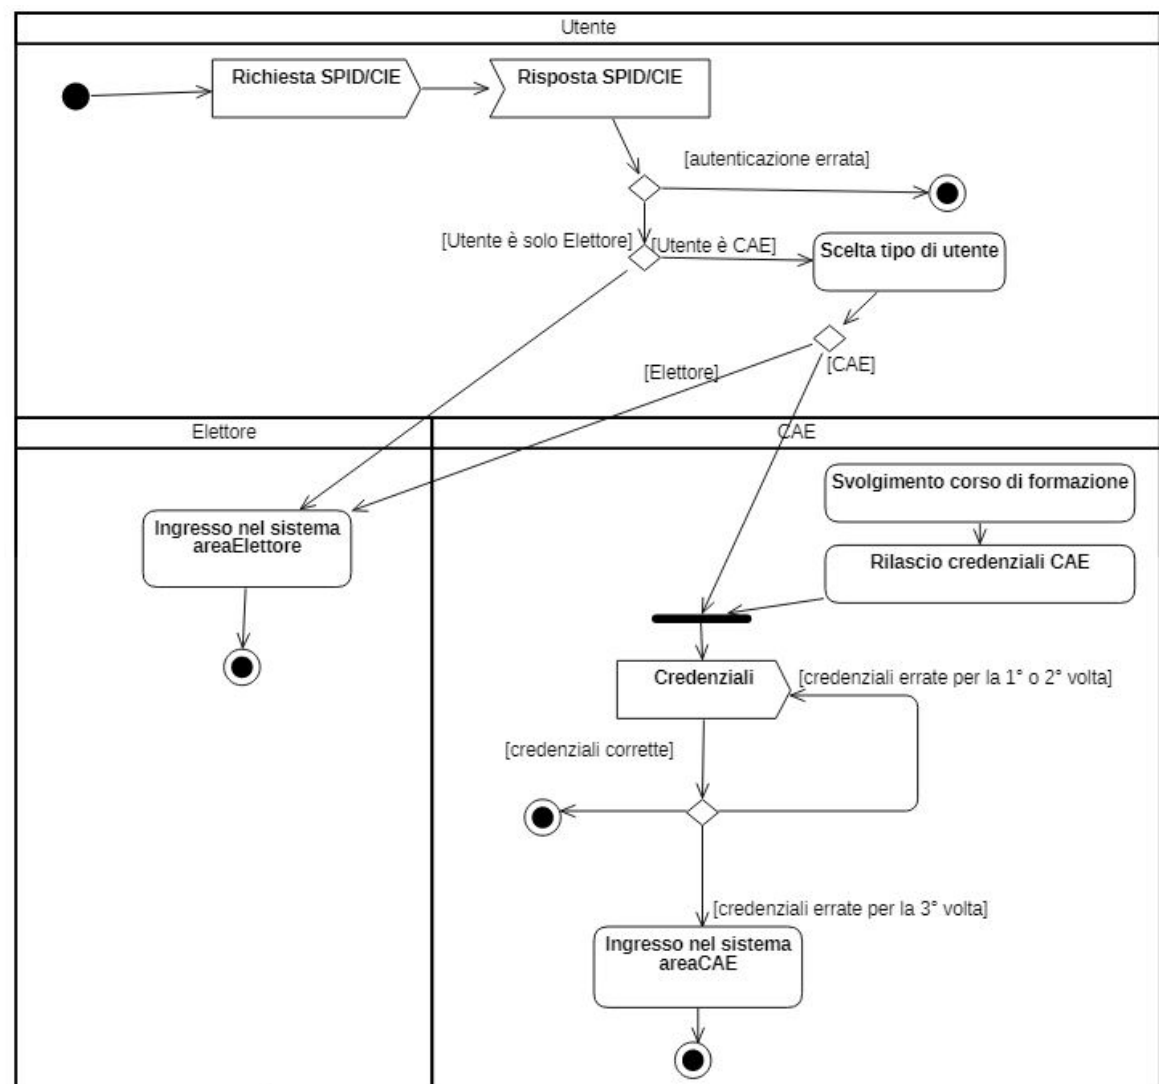 Utente
Richiesta SPID/CIE
Risposta SPID/CIE
[autenticazione errata]
[Utente è solo Elettore]
[Utente è CAE]
Scelta tipo di utente
[Elettore]
[CAE]
Elettore
CAE
Svolgimento corso di formazione
Ingresso nel sistema
areaElettore
Rilascio credenziali CAE
Credenziali
[credenziali errate per la 1° o 2° volta]
[credenziali corrette]
[credenziali errate per la 3° volta]
Ingresso nel sistema
areaCAE